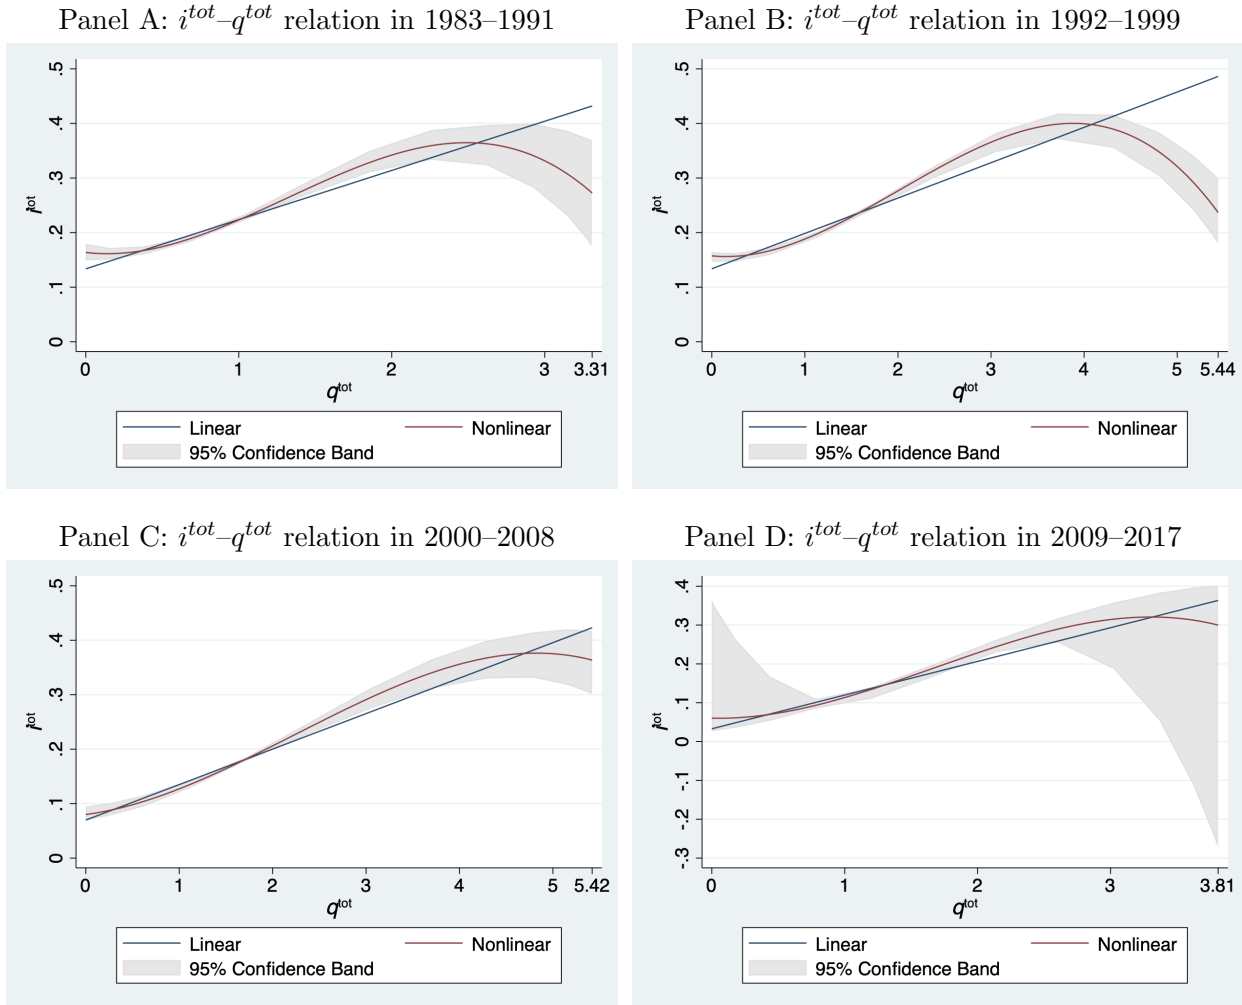 Panel A: i^tot–q^tot relation in 1983–1991
.5
.4
.3
.2
.1
0
i^tot
0 1 2 3 3.31
q^tot
Linear Nonlinear
95% Confidence Band
Panel B: i^tot–q^tot relation in 1992–1999
.5
.4
.3
.2
.1
0
i^tot
0 1 2 3 4 5 5.44
q^tot
Linear Nonlinear
95% Confidence Band
Panel C: i^tot–q^tot relation in 2000–2008
.5
.4
.3
.2
.1
0
i^tot
0 1 2 3 4 5 5.42
q^tot
Linear Nonlinear
95% Confidence Band
Panel D: i^tot–q^tot relation in 2009–2017
.4
.3
.2
.1
0
-.1
-.2
-.3
i^tot
0 1 2 3 3.81
q^tot
Linear Nonlinear
95% Confidence Band